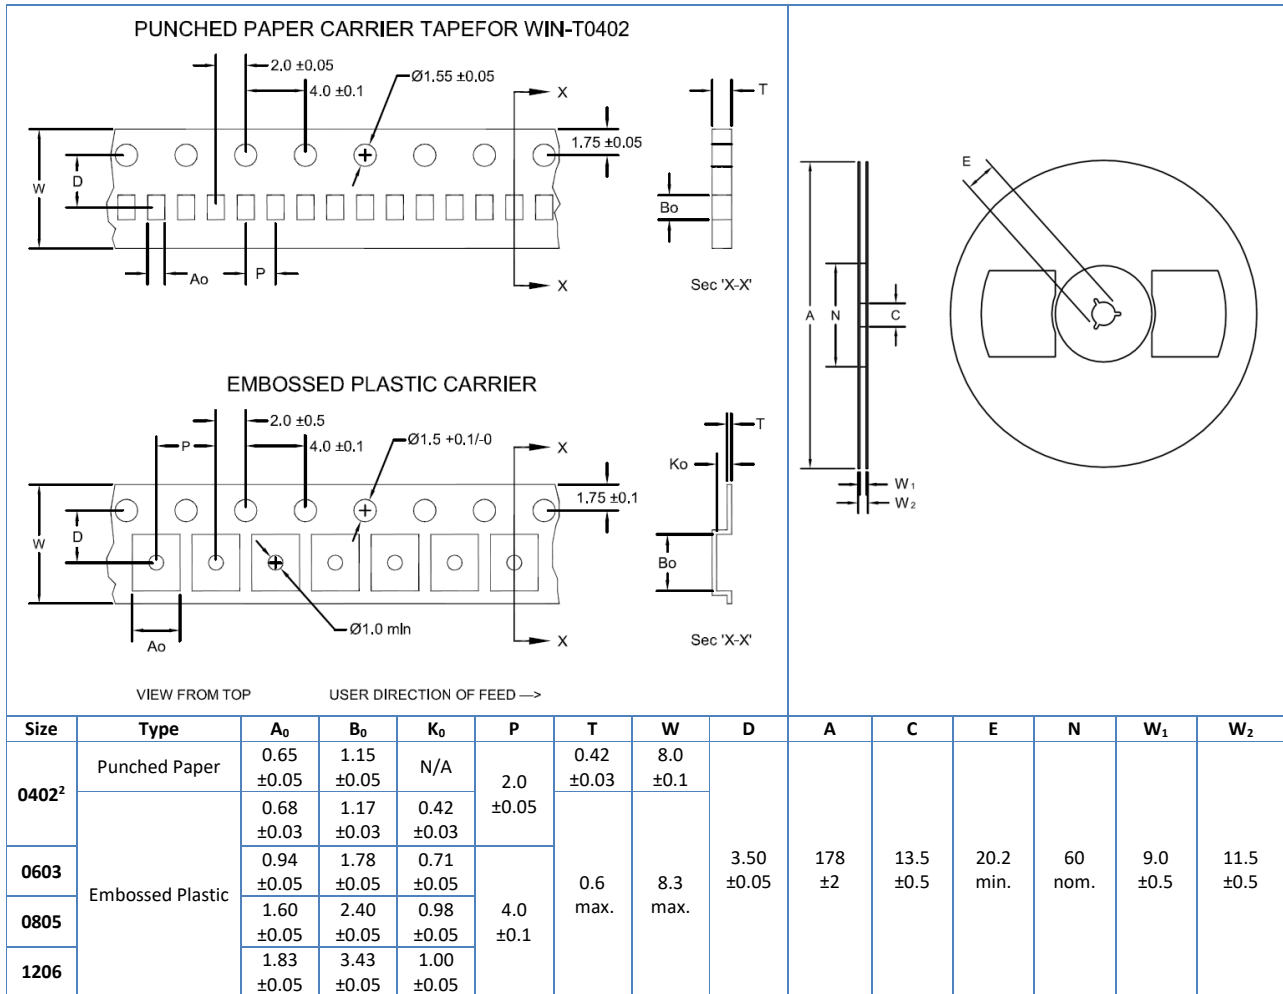 PUNCHED PAPER CARRIER TAPEFOR WIN-T0402
2.0 ±0.05
4.0 ±0.1
Ø1.55 ±0.05
X
T
1.75 ±0.05
W
D
Bo
Ao
P
X
Sec 'X-X'
E
A
N
C
W₁
W₂
EMBOSSED PLASTIC CARRIER
2.0 ±0.5
P
4.0 ±0.1
Ø1.5 +0.1/-0
X
T
Ko
1.75 ±0.1
W
D
Bo
Ø1.0 mIn
Ao
X
Sec 'X-X'
VIEW FROM TOP
USER DIRECTION OF FEED —>
Size Type A₀ B₀ K₀ P T W D A C E N W₁ W₂
0402² Punched Paper 0.65 ±0.05 1.15 ±0.05 N/A 2.0 ±0.05 0.42 ±0.03 8.0 ±0.1 3.50 ±0.05 178 ±2 13.5 ±0.5 20.2 min. 60 nom. 9.0 ±0.5 11.5 ±0.5
Embossed Plastic 0.68 ±0.03 1.17 ±0.03 0.42 ±0.03 0.6 max. 8.3 max.
0603 0.94 ±0.05 1.78 ±0.05 0.71 ±0.05 4.0 ±0.1
0805 1.60 ±0.05 2.40 ±0.05 0.98 ±0.05
1206 1.83 ±0.05 3.43 ±0.05 1.00 ±0.05